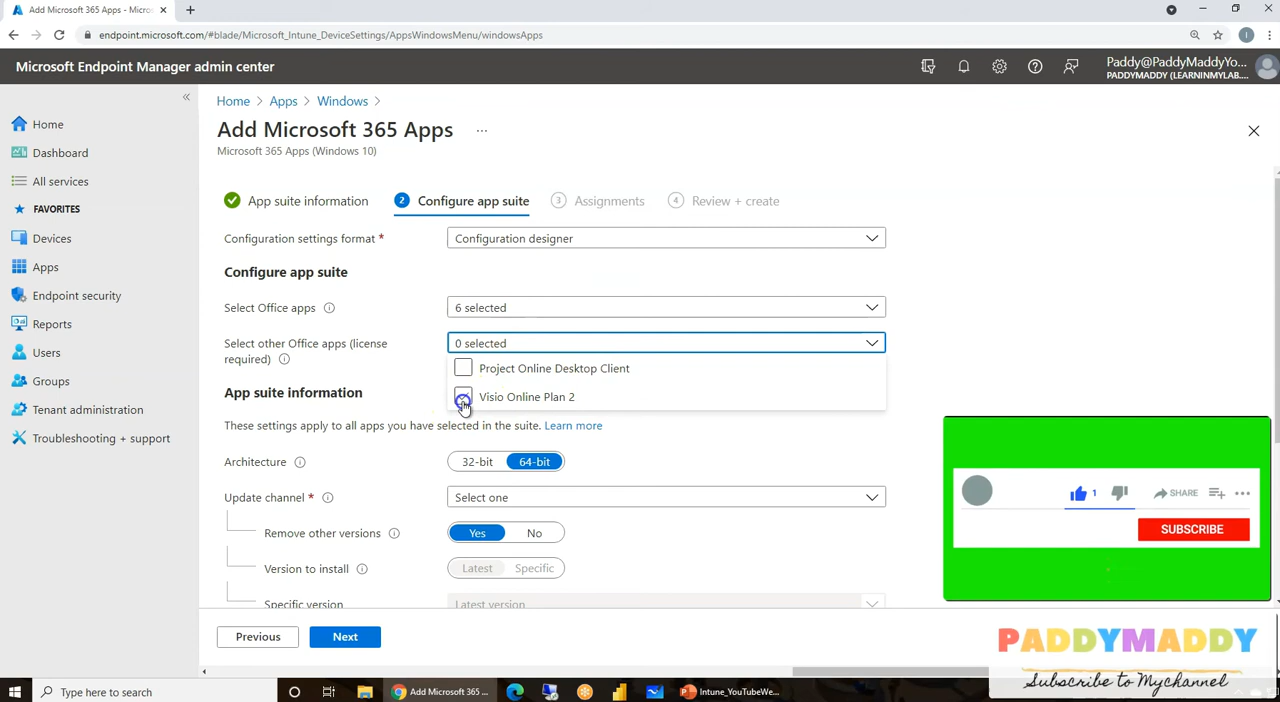 Add Microsoft 365 Apps - Micros
endpoint.microsoft.com/#blade/Microsoft_Intune_DeviceSettings/AppsWindowsMenu/windowsApps
I
Microsoft Endpoint Manager admin center
Paddy@PaddyMaddyYo...
PADDYMADDY (LEARNINMYLAB....
Home
Dashboard
All services
FAVORITES
Devices
Apps
Endpoint security
Reports
Users
Groups
Tenant administration
Troubleshooting + support
Home > Apps > Windows >
Add Microsoft 365 Apps ...
Microsoft 365 Apps (Windows 10)
App suite information 2 Configure app suite 3 Assignments 4 Review + create
Configuration settings format * Configuration designer
Configure app suite
Select Office apps 6 selected
Select other Office apps (license required) 0 selected
Project Online Desktop Client
Visio Online Plan 2
App suite information
These settings apply to all apps you have selected in the suite. Learn more
Architecture 32-bit 64-bit
Update channel * Select one
Remove other versions Yes No
Version to install Latest Specific
Specific version Latest version
Previous Next
1 SHARE
SUBSCRIBE
PADDYMADDY
Subscribe to Mychannel
Type here to search
Add Microsoft 365 ...
Intune_YouTubeWe...